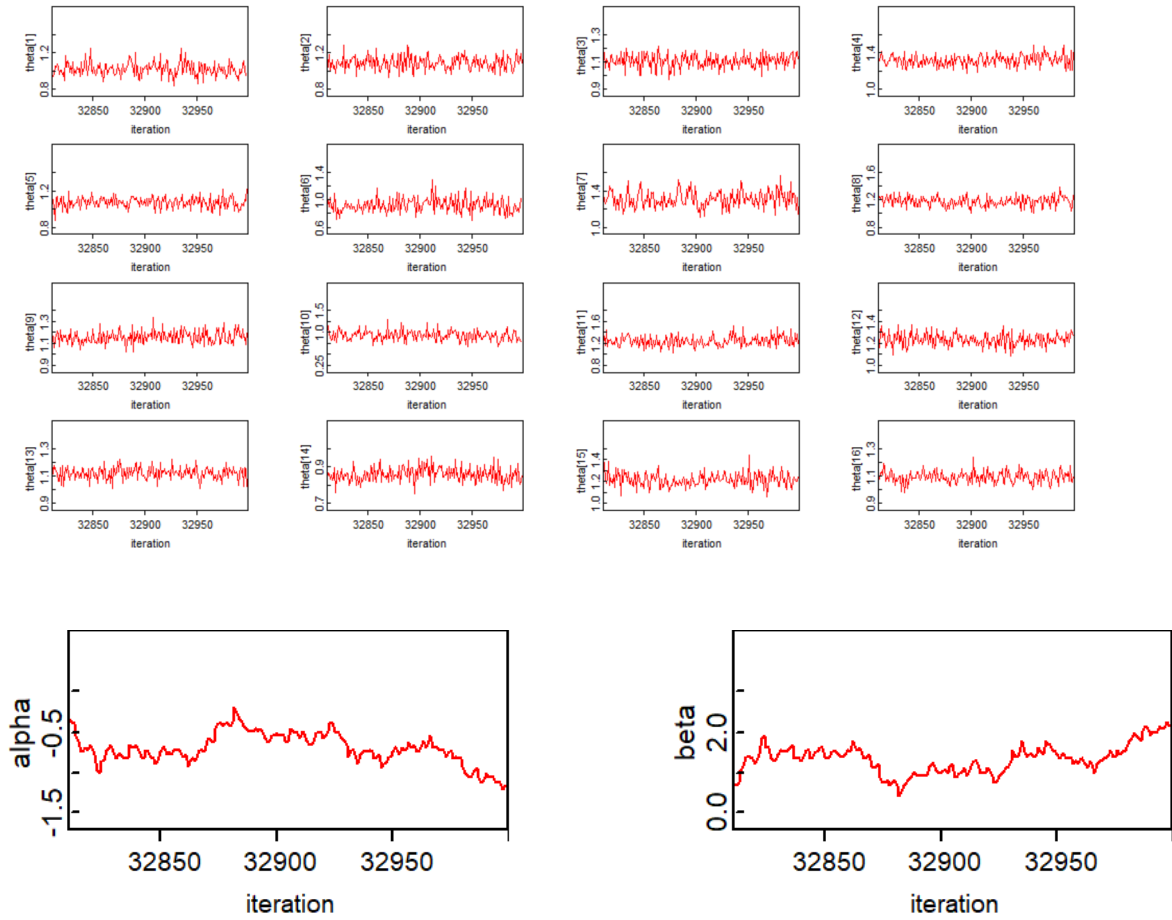 theta[1]
1.2
0.8
32850 32900 32950
iteration
theta[2]
1.2
0.8
32850 32900 32950
iteration
theta[3]
1.3
1.1
0.9
32850 32900 32950
iteration
theta[4]
1.4
1.0
32850 32900 32950
iteration
theta[5]
1.2
0.8
32850 32900 32950
iteration
theta[6]
1.4
1.0
0.6
32850 32900 32950
iteration
theta[7]
1.4
1.0
32850 32900 32950
iteration
theta[8]
1.6
1.2
0.8
32850 32900 32950
iteration
theta[9]
1.3
1.1
0.9
32850 32900 32950
iteration
theta[10]
1.5
1.0
0.25
32850 32900 32950
iteration
theta[11]
1.6
1.2
0.8
32850 32900 32950
iteration
theta[12]
1.4
1.2
1.0
32850 32900 32950
iteration
theta[13]
1.3
1.1
0.9
32850 32900 32950
iteration
theta[14]
0.9
0.7
32850 32900 32950
iteration
theta[15]
1.4
1.2
1.0
32850 32900 32950
iteration
theta[16]
1.3
1.1
0.9
32850 32900 32950
iteration
alpha
-0.5
-1.5
32850 32900 32950
iteration
beta
2.0
0.0
32850 32900 32950
iteration